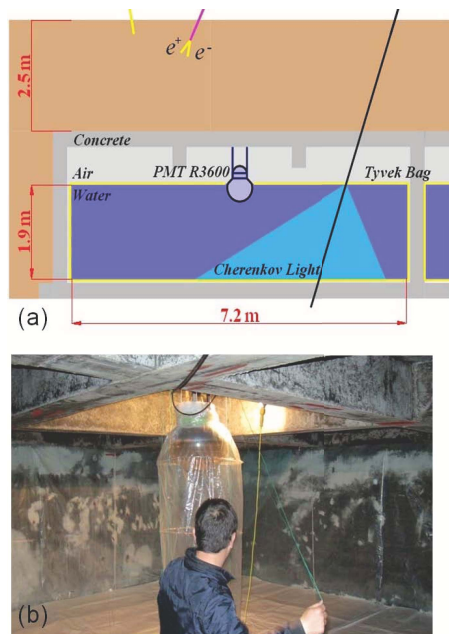 e+ e-
2.5 m
Concrete
Air PMT R3600 Tyvek Bag
Water
1.9 m
Cherenkov Light
(a) 7.2 m
(b)